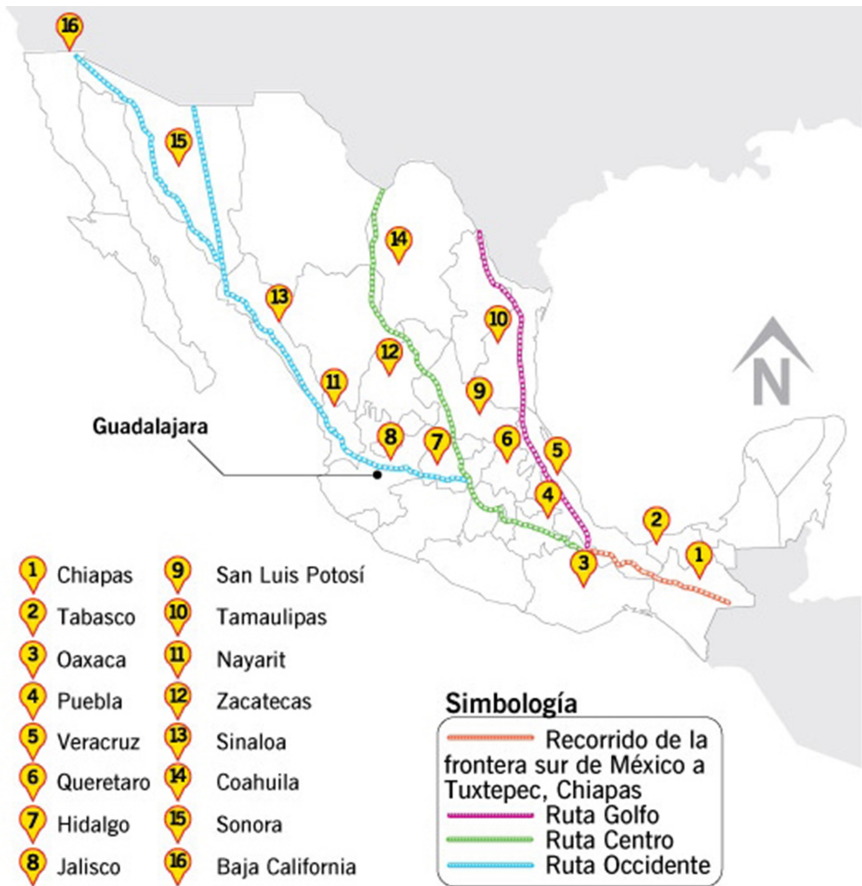 16
15
14
13
10
12
11
9
Guadalajara
8
7
6
5
4
2
1
3
N
1 Chiapas
2 Tabasco
3 Oaxaca
4 Puebla
5 Veracruz
6 Queretaro
7 Hidalgo
8 Jalisco
9 San Luis Potosí
10 Tamaulipas
11 Nayarit
12 Zacatecas
13 Sinaloa
14 Coahuila
15 Sonora
16 Baja California
Simbología
Recorrido de la
frontera sur de México a
Tuxtepec, Chiapas
Ruta Golfo
Ruta Centro
Ruta Occidente